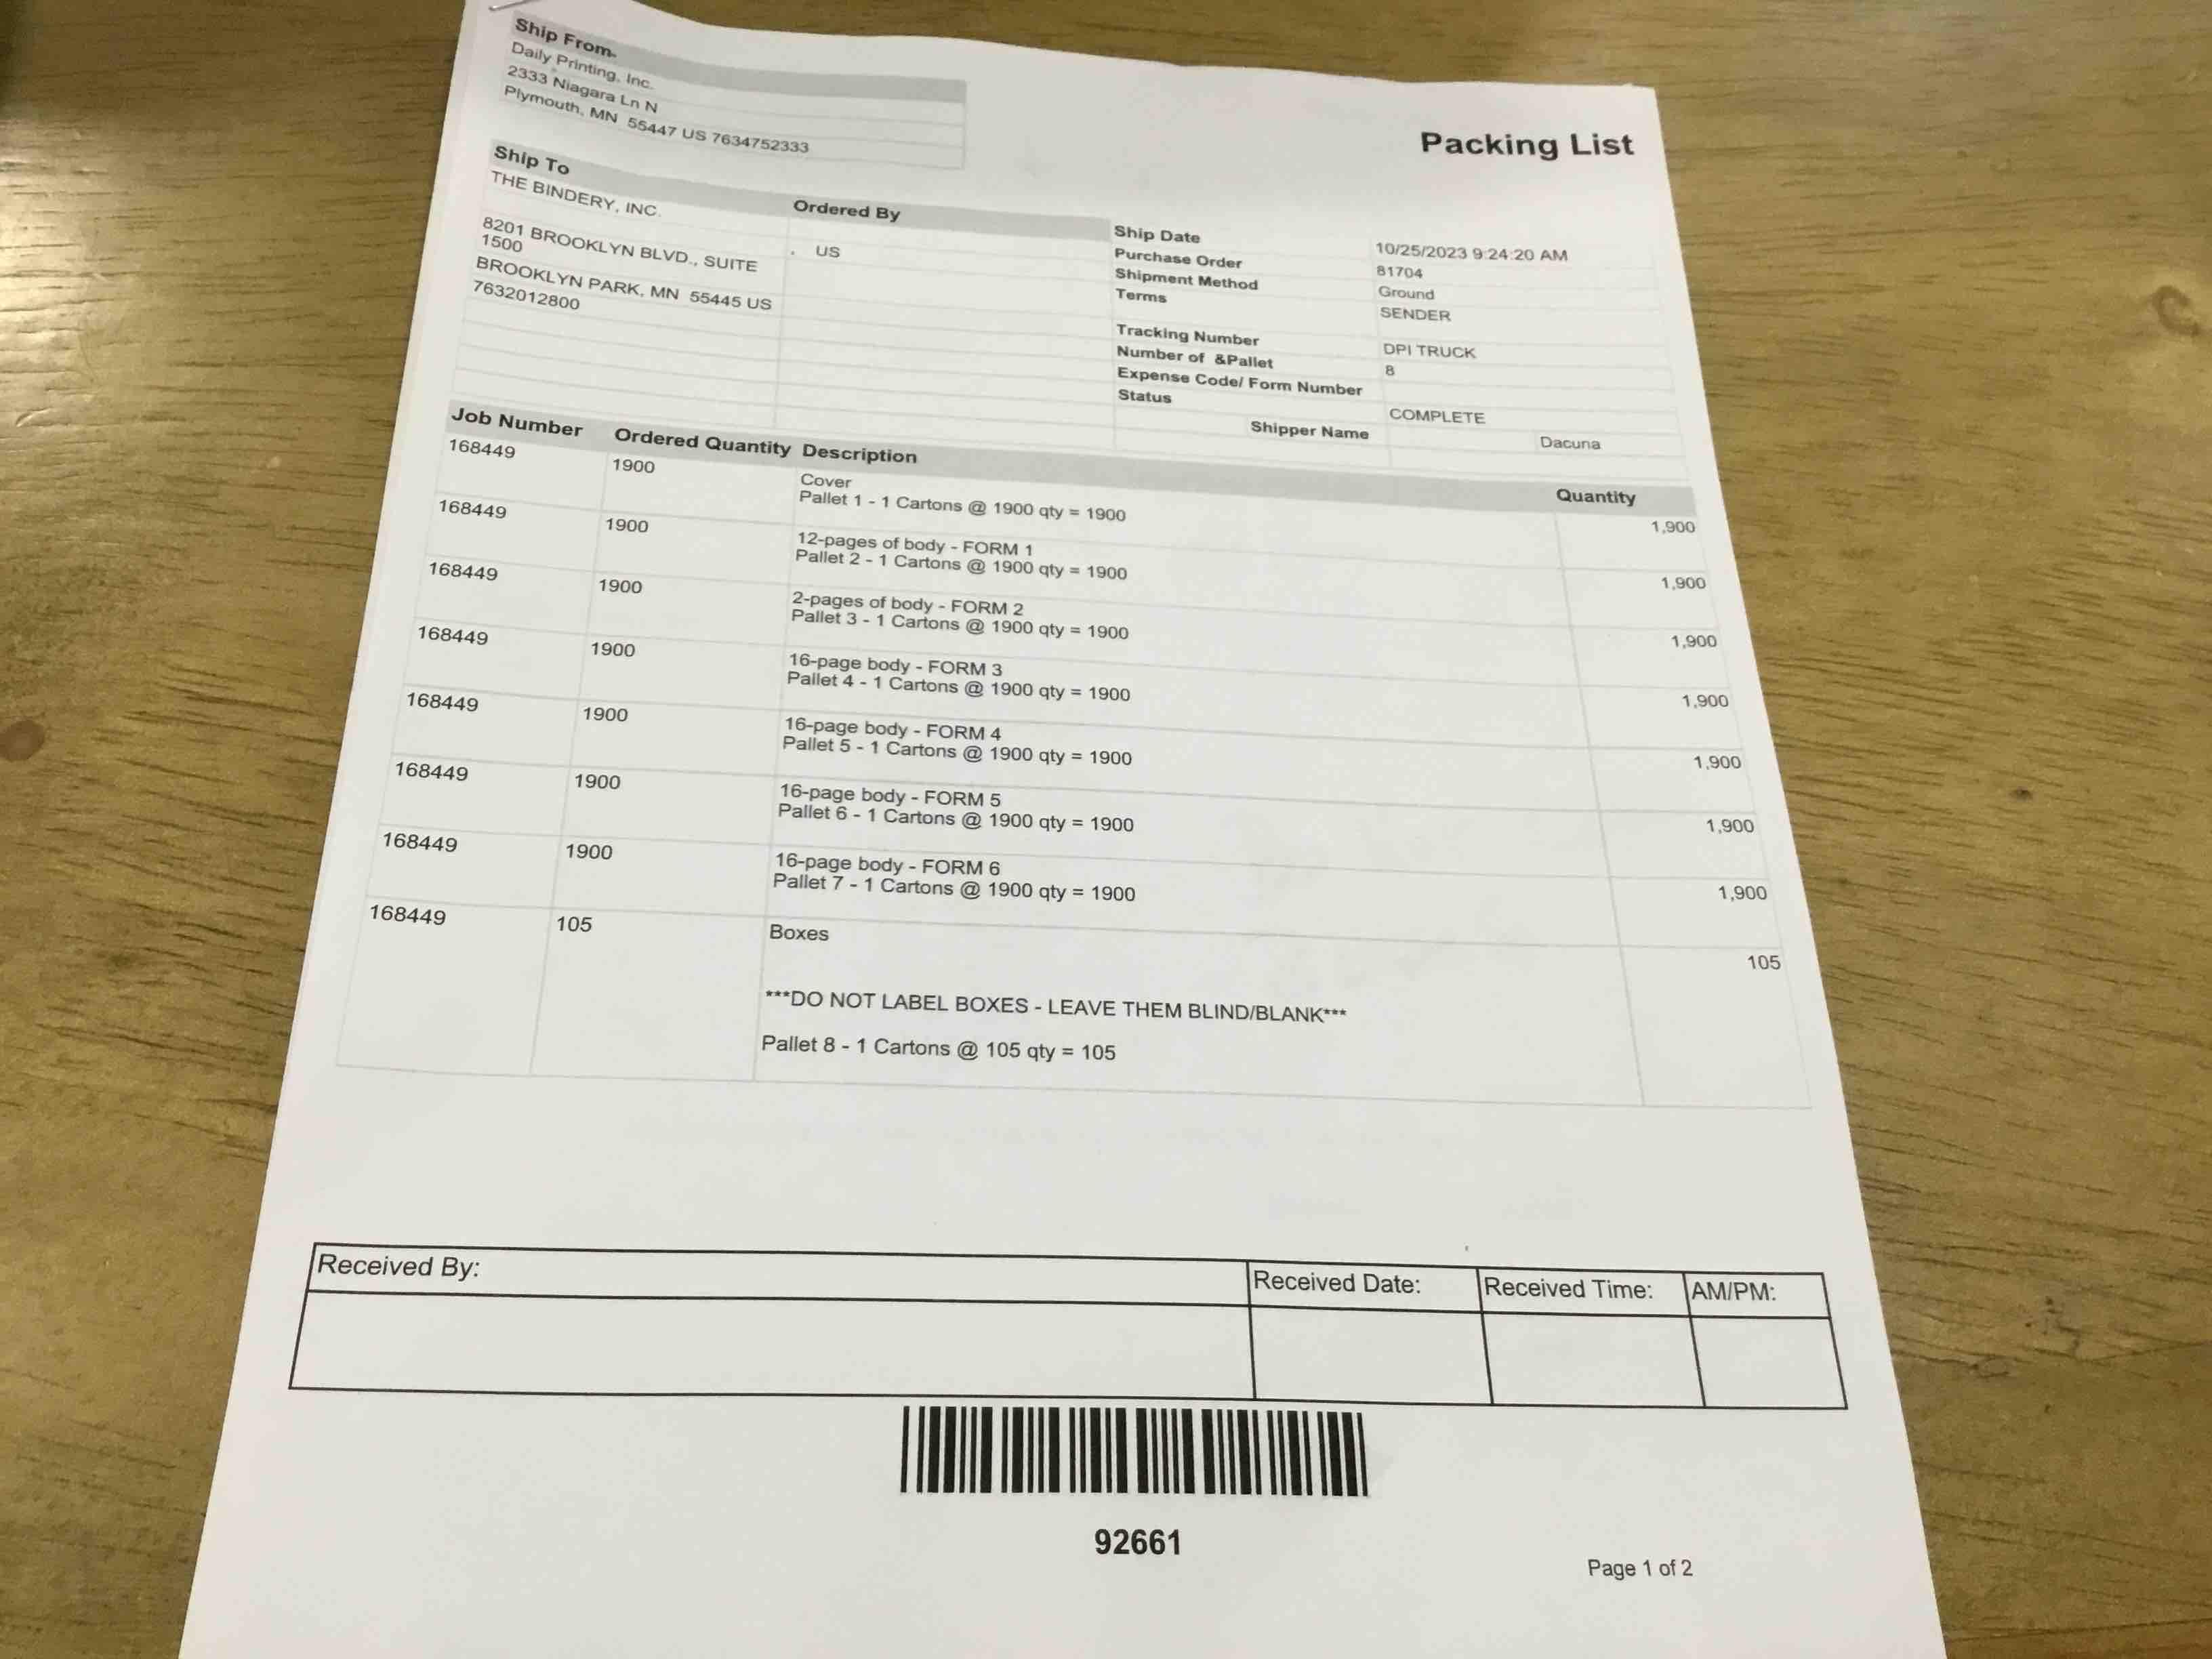 Ship From
Daily Printing, Inc.
2333 Niagara Ln N
Plymouth, MN 55447 US 7634752333
Packing List
Ship To
THE BINDERY, INC.
8201 BROOKLYN BLVD., SUITE
1500
BROOKLYN PARK, MN 55445 US
7632012800
Ordered By
, US
Ship Date 10/25/2023 9:24:20 AM
Purchase Order 81704
Shipment Method Ground
Terms SENDER
Tracking Number DPI TRUCK
Number of &Pallet 8
Expense Code/ Form Number
Status COMPLETE
Shipper Name Dacuna
Job Number Ordered Quantity Description Quantity
168449 1900 Cover 1,900
Pallet 1 - 1 Cartons @ 1900 qty = 1900
168449 1900 12-pages of body - FORM 1 1,900
Pallet 2 - 1 Cartons @ 1900 qty = 1900
168449 1900 2-pages of body - FORM 2 1,900
Pallet 3 - 1 Cartons @ 1900 qty = 1900
168449 1900 16-page body - FORM 3 1,900
Pallet 4 - 1 Cartons @ 1900 qty = 1900
168449 1900 16-page body - FORM 4 1,900
Pallet 5 - 1 Cartons @ 1900 qty = 1900
168449 1900 16-page body - FORM 5 1,900
Pallet 6 - 1 Cartons @ 1900 qty = 1900
168449 1900 16-page body - FORM 6 1,900
Pallet 7 - 1 Cartons @ 1900 qty = 1900
168449 105 Boxes 105
***DO NOT LABEL BOXES - LEAVE THEM BLIND/BLANK***
Pallet 8 - 1 Cartons @ 105 qty = 105
Received By: Received Date: Received Time: AM/PM:
92661
Page 1 of 2